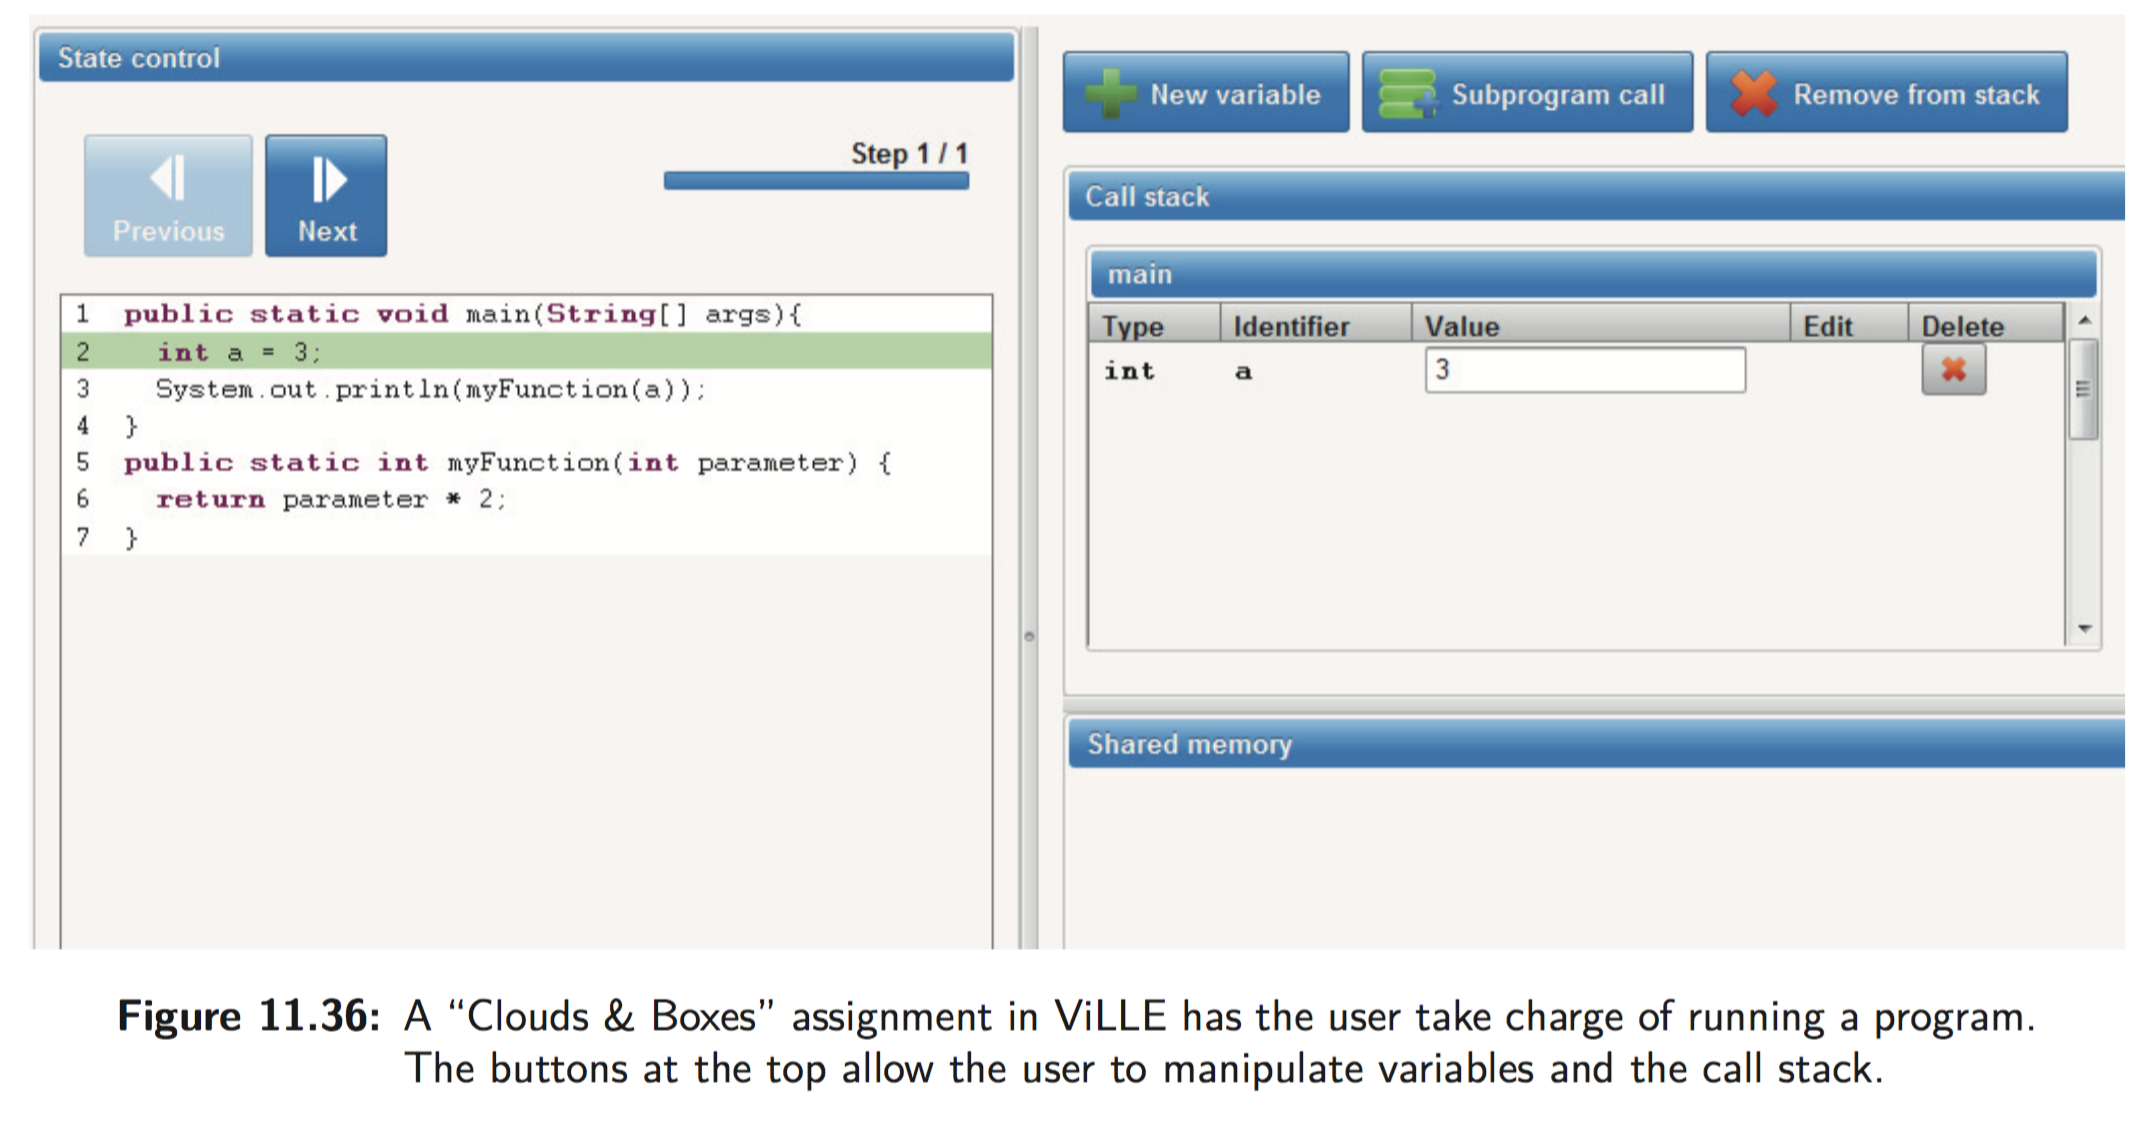 State control
Previous
Next
Step 1 / 1
1 public static void main(String[] args){
2 int a = 3;
3 System.out.println(myFunction(a));
4 }
5 public static int myFunction(int parameter) {
6 return parameter * 2;
7 }
New variable
Subprogram call
Remove from stack
Call stack
main
Type Identifier Value Edit Delete
int a 3
Shared memory
Figure 11.36: A “Clouds & Boxes” assignment in ViLLE has the user take charge of running a program.
The buttons at the top allow the user to manipulate variables and the call stack.